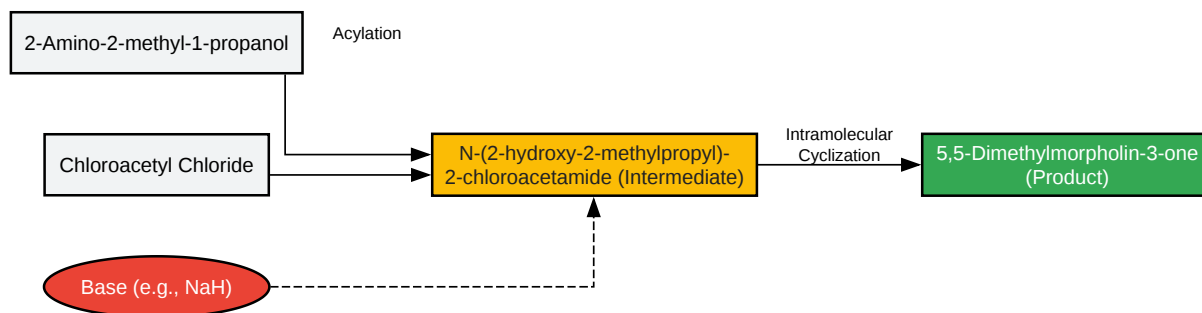 2-Amino-2-methyl-1-propanol
Acylation
Chloroacetyl Chloride
N-(2-hydroxy-2-methylpropyl)-
2-chloroacetamide (Intermediate)
Intramolecular
Cyclization
5,5-Dimethylmorpholin-3-one
(Product)
Base (e.g., NaH)